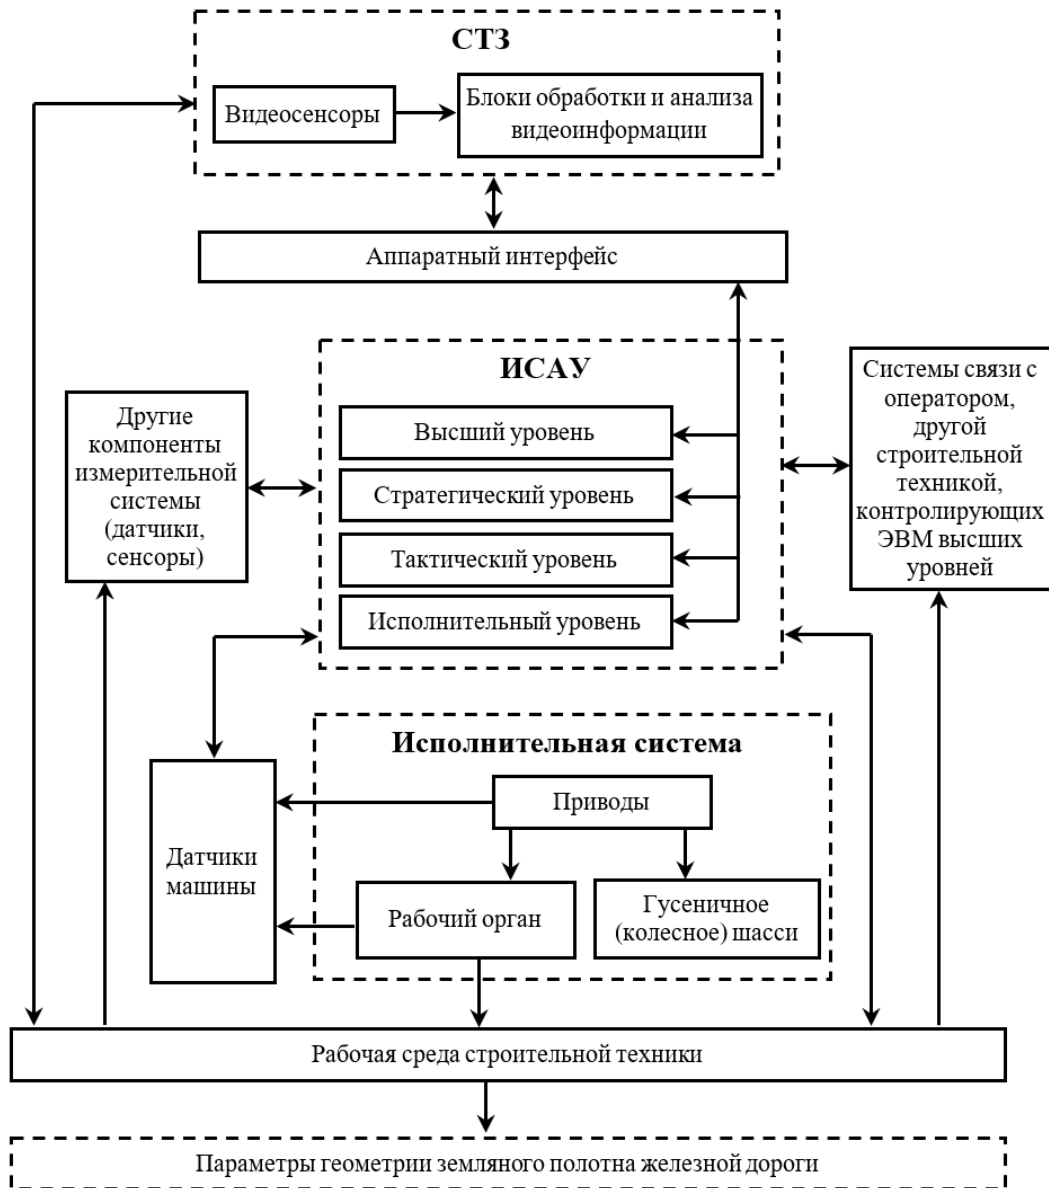 СТЗ
Видеосенсоры
Блоки обработки и анализа
видеоинформации
Аппаратный интерфейс
ИСАУ
Высший уровень
Стратегический уровень
Тактический уровень
Исполнительный уровень
Другие
компоненты
измерительной
системы
(датчики,
сенсоры)
Системы связи с
оператором,
другой
строительной
техникой,
контролирующих
ЭВМ высших
уровней
Исполнительная система
Приводы
Датчики
машины
Рабочий орган
Гусеничное
(колесное) шасси
Рабочая среда строительной техники
Параметры геометрии земляного полотна железной дороги